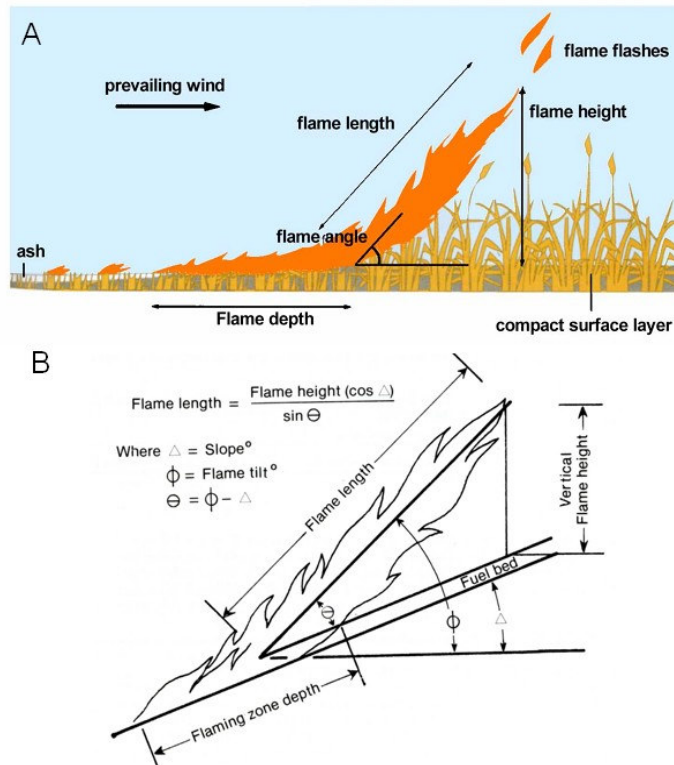 A
flame flashes
prevailing wind
flame length
flame height
flame angle
ash
Flame depth
compact surface layer
B
Flame length = Flame height (cos △)
sin ϴ
Where △ = Slope°
ϕ = Flame tilt°
ϴ = ϕ − △
Flame length
Vertical
Flame height
Fuel bed
ϴ
ϕ
△
Flaming zone depth